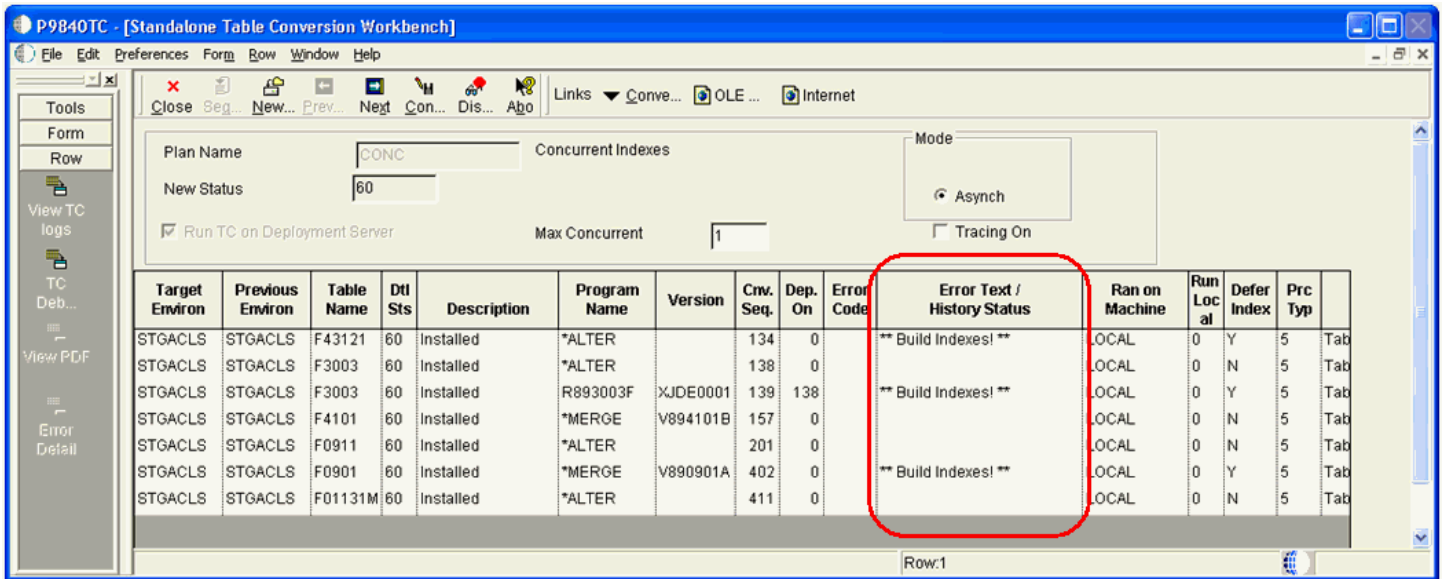 P9840TC - [Standalone Table Conversion Workbench]
File Edit Preferences Form Row Window Help
Close Seq... New... Prev... Next Con... Dis... Abo Links Conve... OLE ... Internet
Tools
Form
Row
View TC logs
TC Deb...
View PDF
Error Detail
Plan Name CONC Concurrent Indexes
Mode
New Status 60
Asynch
Run TC on Deployment Server Max Concurrent 1 Tracing On
Target Environ Previous Environ Table Name Dtl Sts Description Program Name Version Cnv. Seq. Dep. On Error Code Error Text / History Status Ran on Machine Run Loc al Defer Index Prc Typ
STGACLS STGACLS F43121 60 Installed *ALTER 134 0 ** Build Indexes! ** LOCAL 0 Y 5 Tab
STGACLS STGACLS F3003 60 Installed *ALTER 138 0 LOCAL 0 N 5 Tab
STGACLS STGACLS F3003 60 Installed R893003F XJDE0001 139 138 ** Build Indexes! ** LOCAL 0 Y 5 Tab
STGACLS STGACLS F4101 60 Installed *MERGE V894101B 157 0 LOCAL 0 N 5 Tab
STGACLS STGACLS F0911 60 Installed *ALTER 201 0 LOCAL 0 N 5 Tab
STGACLS STGACLS F0901 60 Installed *MERGE V890901A 402 0 ** Build Indexes! ** LOCAL 0 Y 5 Tab
STGACLS STGACLS F01131M 60 Installed *ALTER 411 0 LOCAL 0 N 5 Tab
Row:1